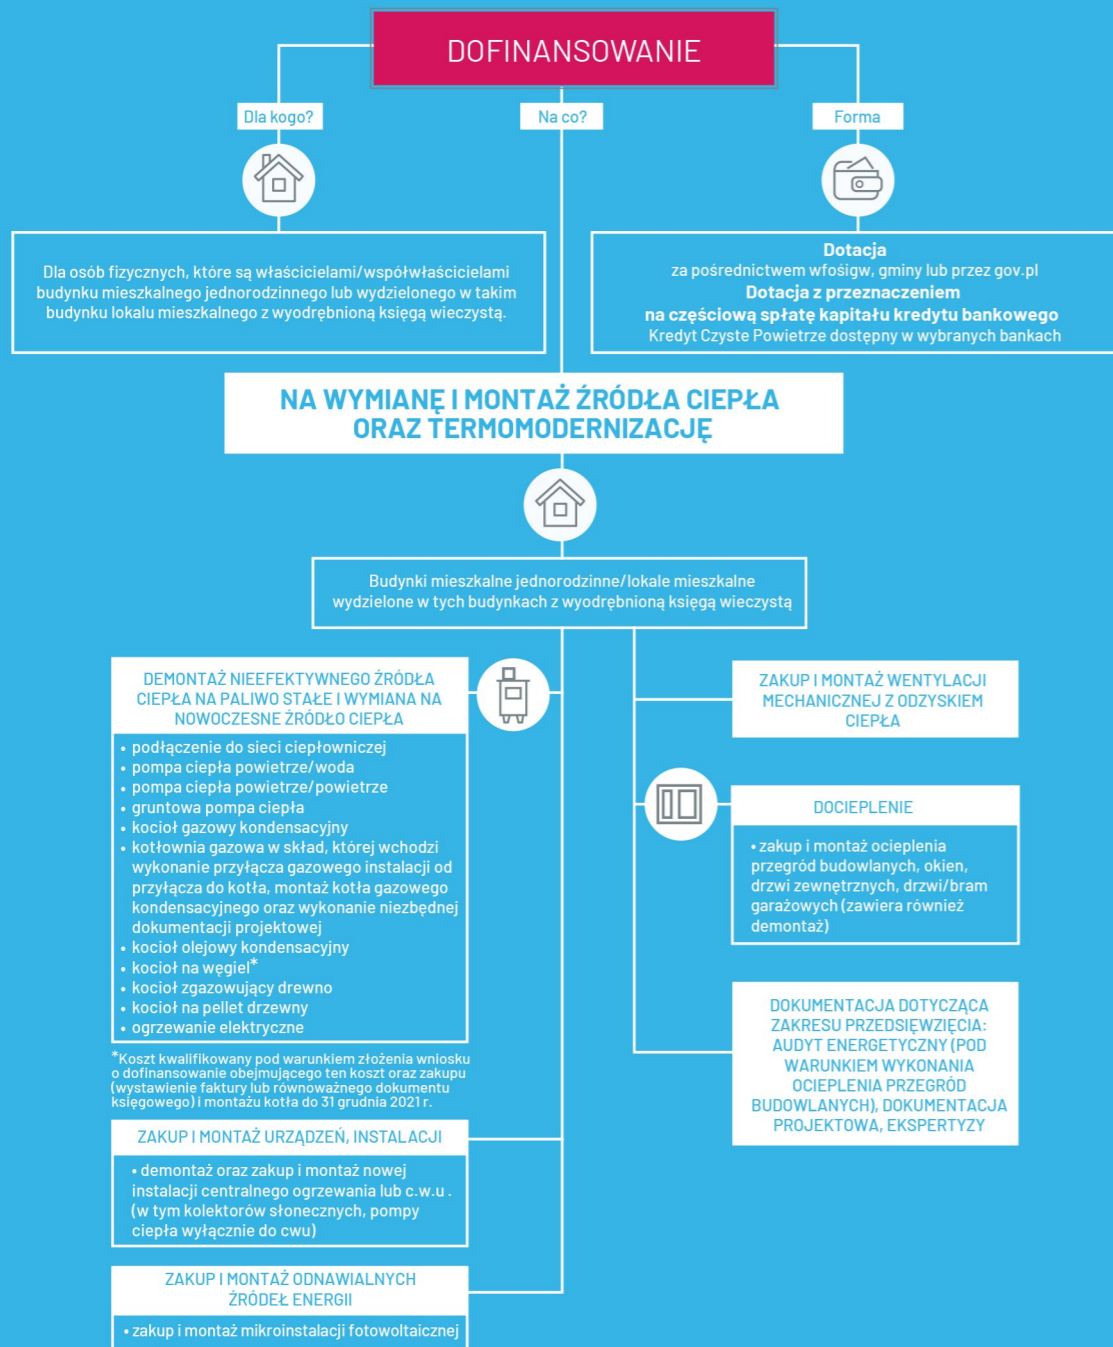 DOFINANSOWANIE
Dla kogo?
Na co?
Forma
Dla osób fizycznych, które są właścicielami/współwłaścicielami
budynku mieszkalnego jednorodzinnego lub wydzielonego w takim
budynku lokalu mieszkalnego z wyodrębnioną księgą wieczystą.
Dotacja
za pośrednictwem wfośigw, gminy lub przez gov.pl
Dotacja z przeznaczeniem
na częściową spłatę kapitału kredytu bankowego
Kredyt Czyste Powietrze dostępny w wybranych bankach
NA WYMIANĘ I MONTAŻ ŹRÓDŁA CIEPŁA
ORAZ TERMOMODERNIZACJĘ
Budynki mieszkalne jednorodzinne/lokale mieszkalne
wydzielone w tych budynkach z wyodrębnioną księgą wieczystą
DEMONTAŻ NIEEFEKTYWNEGO ŹRÓDŁA
CIEPŁA NA PALIWO STAŁE I WYMIANA NA
NOWOCZESNE ŹRÓDŁO CIEPŁA
• podłączenie do sieci ciepłowniczej
• pompa ciepła powietrze/woda
• pompa ciepła powietrze/powietrze
• gruntowa pompa ciepła
• kocioł gazowy kondensacyjny
• kotłownia gazowa w skład, której wchodzi
wykonanie przyłącza gazowego instalacji od
przyłącza do kotła, montaż kotła gazowego
kondensacyjnego oraz wykonanie niezbędnej
dokumentacji projektowej
• kocioł olejowy kondensacyjny
• kocioł na węgiel*
• kocioł zgazowujący drewno
• kocioł na pellet drzewny
• ogrzewanie elektryczne
*Koszt kwalifikowany pod warunkiem złożenia wniosku
o dofinansowanie obejmującego ten koszt oraz zakupu
(wystawienie faktury lub równoważnego dokumentu
księgowego) i montażu kotła do 31 grudnia 2021 r.
ZAKUP I MONTAŻ URZĄDZEŃ, INSTALACJI
• demontaż oraz zakup i montaż nowej
instalacji centralnego ogrzewania lub c.w.u .
(w tym kolektorów słonecznych, pompy
ciepła wyłącznie do cwu)
ZAKUP I MONTAŻ ODNAWIALNYCH
ŹRÓDEŁ ENERGII
• zakup i montaż mikroinstalacji fotowoltaicznej
ZAKUP I MONTAŻ WENTYLACJI
MECHANICZNEJ Z ODZYSKIEM
CIEPŁA
DOCIEPLENIE
• zakup i montaż ocieplenia
przegród budowlanych, okien,
drzwi zewnętrznych, drzwi/bram
garażowych (zawiera również
demontaż)
DOKUMENTACJA DOTYCZĄCA
ZAKRESU PRZEDSIĘWZIĘCIA:
AUDYT ENERGETYCZNY (POD
WARUNKIEM WYKONANIA
OCIEPLENIA PRZEGRÓD
BUDOWLANYCH), DOKUMENTACJA
PROJEKTOWA, EKSPERTYZY